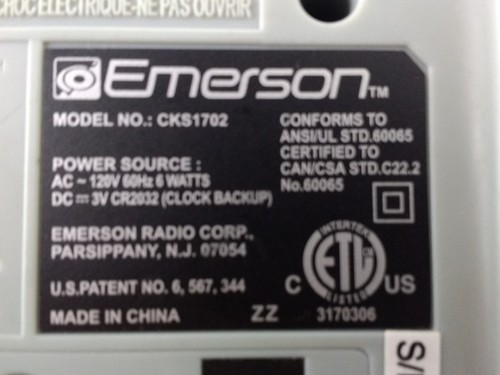 CHOC ELECTRIQUE-NE PAS OUVRIR
Emerson TM
MODEL NO.: CKS1702
POWER SOURCE :
AC ~ 120V 60Hz 6 WATTS
DC ⎓ 3V CR2032 (CLOCK BACKUP)
EMERSON RADIO CORP.,
PARSIPPANY, N.J. 07054
U.S.PATENT NO. 6, 567, 344
MADE IN CHINA
ZZ
CONFORMS TO
ANSI/UL STD.60065
CERTIFIED TO
CAN/CSA STD.C22.2
No.60065
INTERTEK
C ETL US
LISTED
3170306
S/